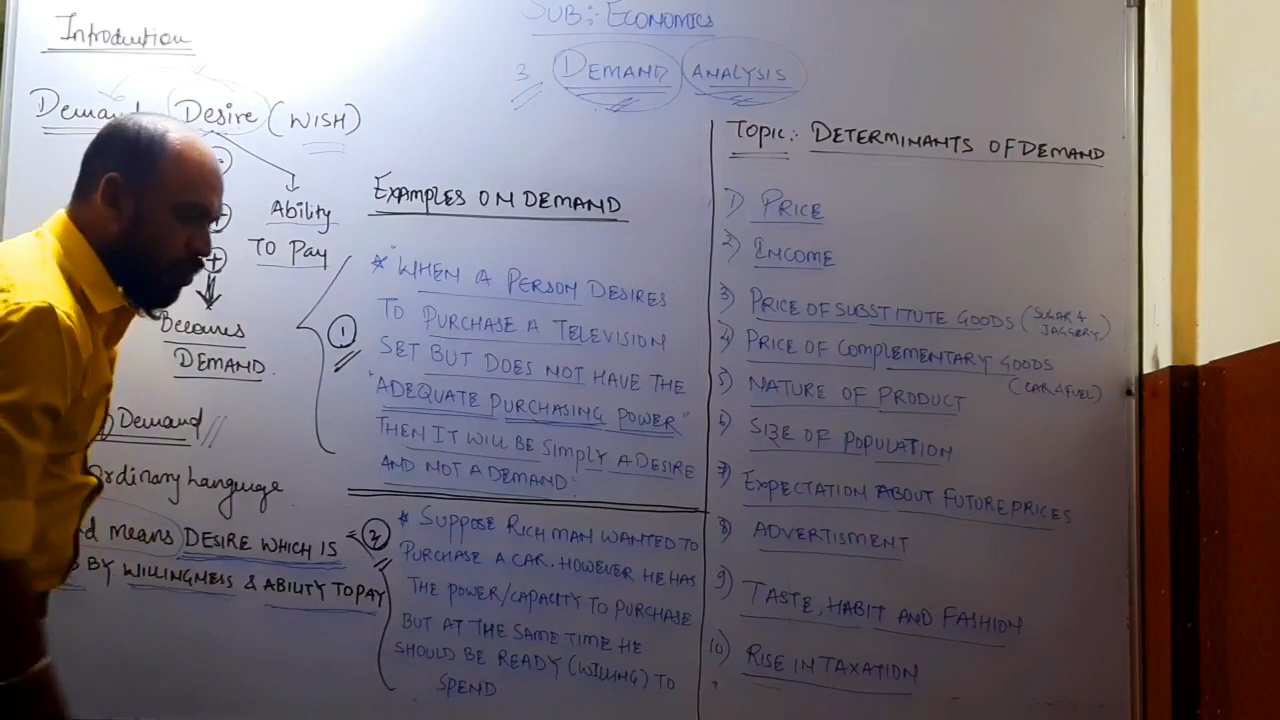 Introduction
Demand Desire (WISH)
Ability
TO Pay
Becomes
DEMAND.
Demand
Ordinary Language
means DESIRE WHICH IS
BY WILLINGNESS & ABILITY TO PAY
SUB:- ECONOMICS
3 DEMAND ANALYSIS
EXAMPLES ON DEMAND
1
* "WHEN A PERSON DESIRES
TO PURCHASE A TELEVISION
SET BUT DOES NOT HAVE THE
"ADEQUATE PURCHASING POWER"
THEN IT WILL BE SIMPLY A DESIRE
AND NOT A DEMAND."
2
* SUPPOSE RICH MAN WANTED TO
PURCHASE A CAR. HOWEVER HE HAS
THE POWER/CAPACITY TO PURCHASE
BUT AT THE SAME TIME HE
SHOULD BE READY (WILLING) TO
SPEND.
TOPIC:- DETERMINANTS OF DEMAND
1) PRICE
2) INCOME
3) PRICE OF SUBSTITUTE GOODS (SUGAR &
JAGGERY)
4) PRICE OF COMPLEMENTARY GOODS
(CAR & FUEL)
5) NATURE OF PRODUCT
6) SIZE OF POPULATION
7) EXPECTATION ABOUT FUTURE PRICES
8) ADVERTISMENT
9) TASTE, HABIT AND FASHION
10) RISE IN TAXATION